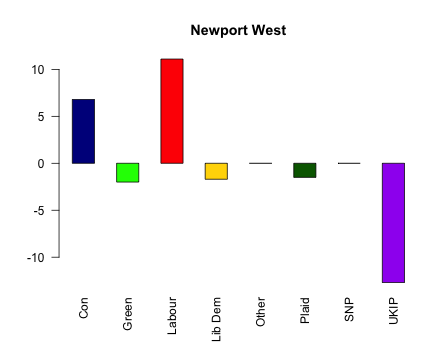 Newport West
10
5
0
-5
-10
Con
Green
Labour
Lib Dem
Other
Plaid
SNP
UKIP